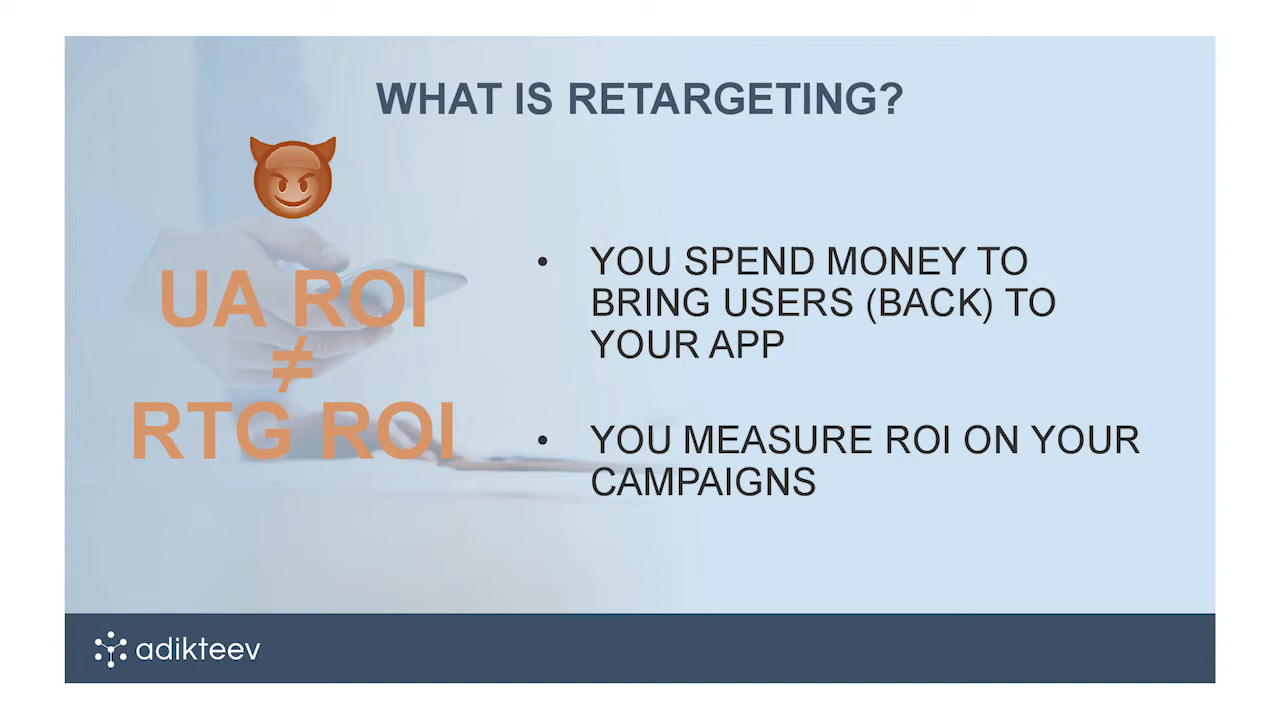 WHAT IS RETARGETING?
UA ROI
≠
RTG ROI
• YOU SPEND MONEY TO
BRING USERS (BACK) TO
YOUR APP
• YOU MEASURE ROI ON YOUR
CAMPAIGNS
adikteev